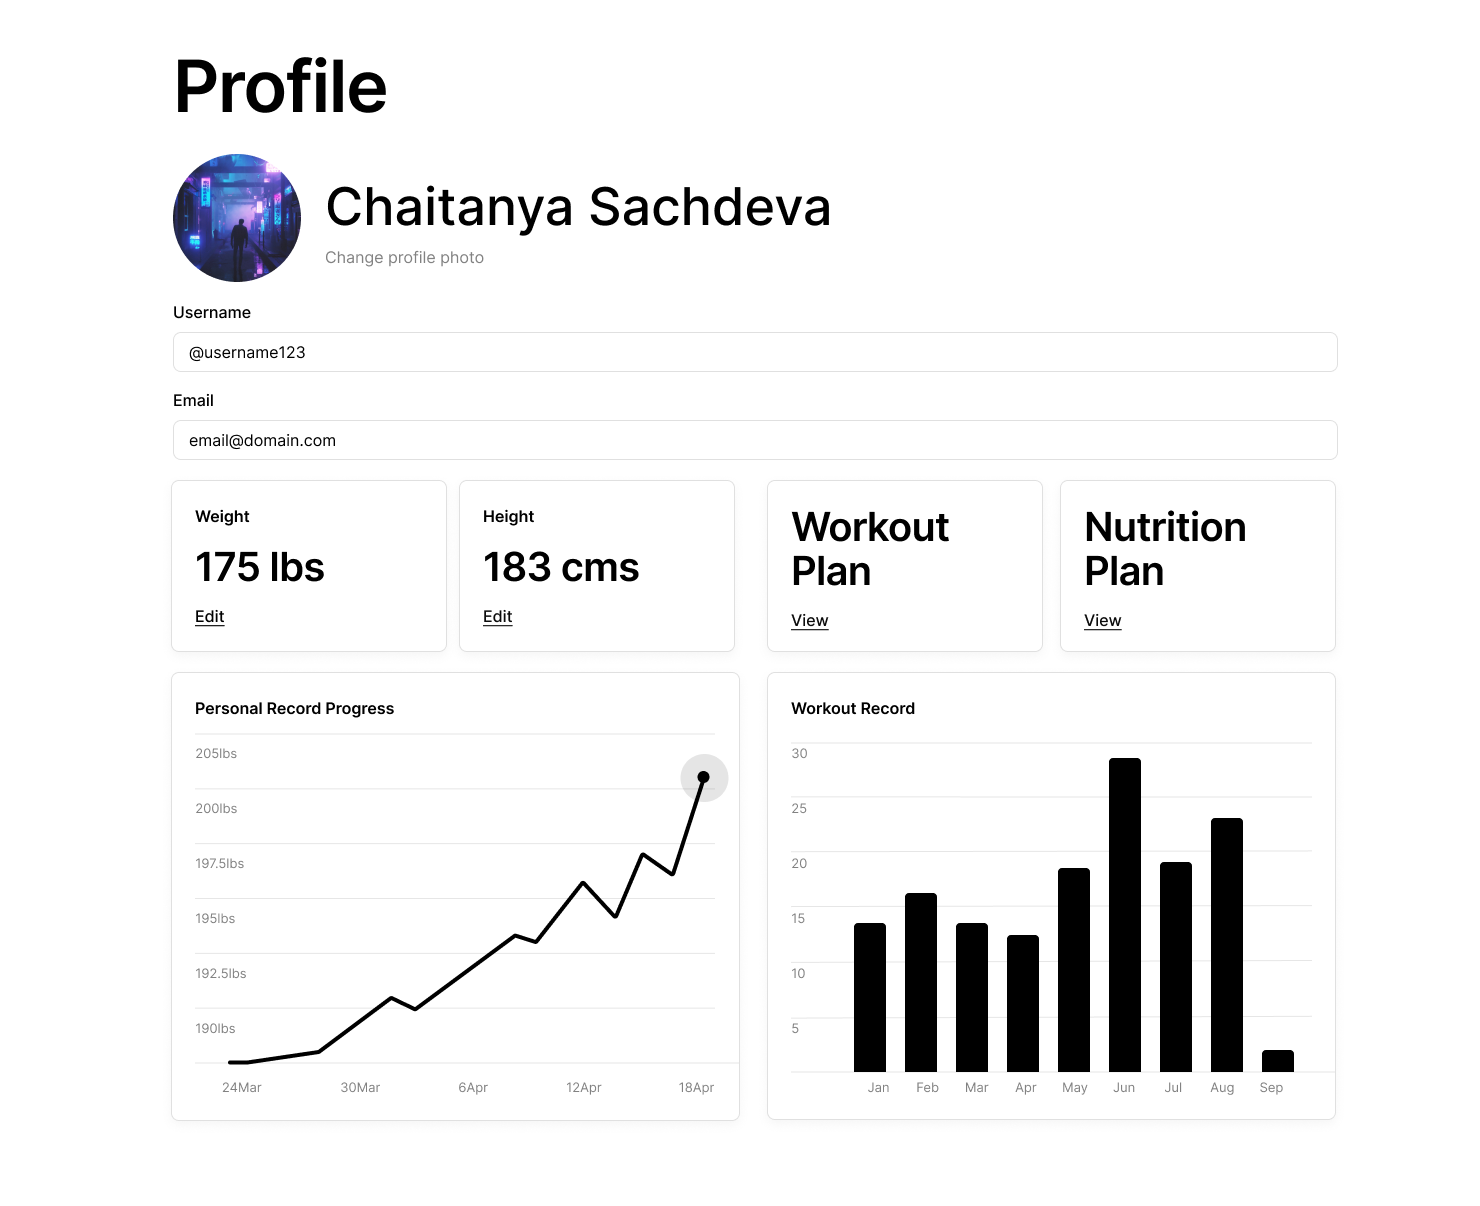 Profile
Chaitanya Sachdeva
Change profile photo
Username
@username123
Email
email@domain.com
Weight
175 lbs
Edit
Height
183 cms
Edit
Workout
Plan
View
Nutrition
Plan
View
Personal Record Progress
205lbs
200lbs
197.5lbs
195lbs
192.5lbs
190lbs
24Mar 30Mar 6Apr 12Apr 18Apr
Workout Record
30
25
20
15
10
5
Jan Feb Mar Apr May Jun Jul Aug Sep